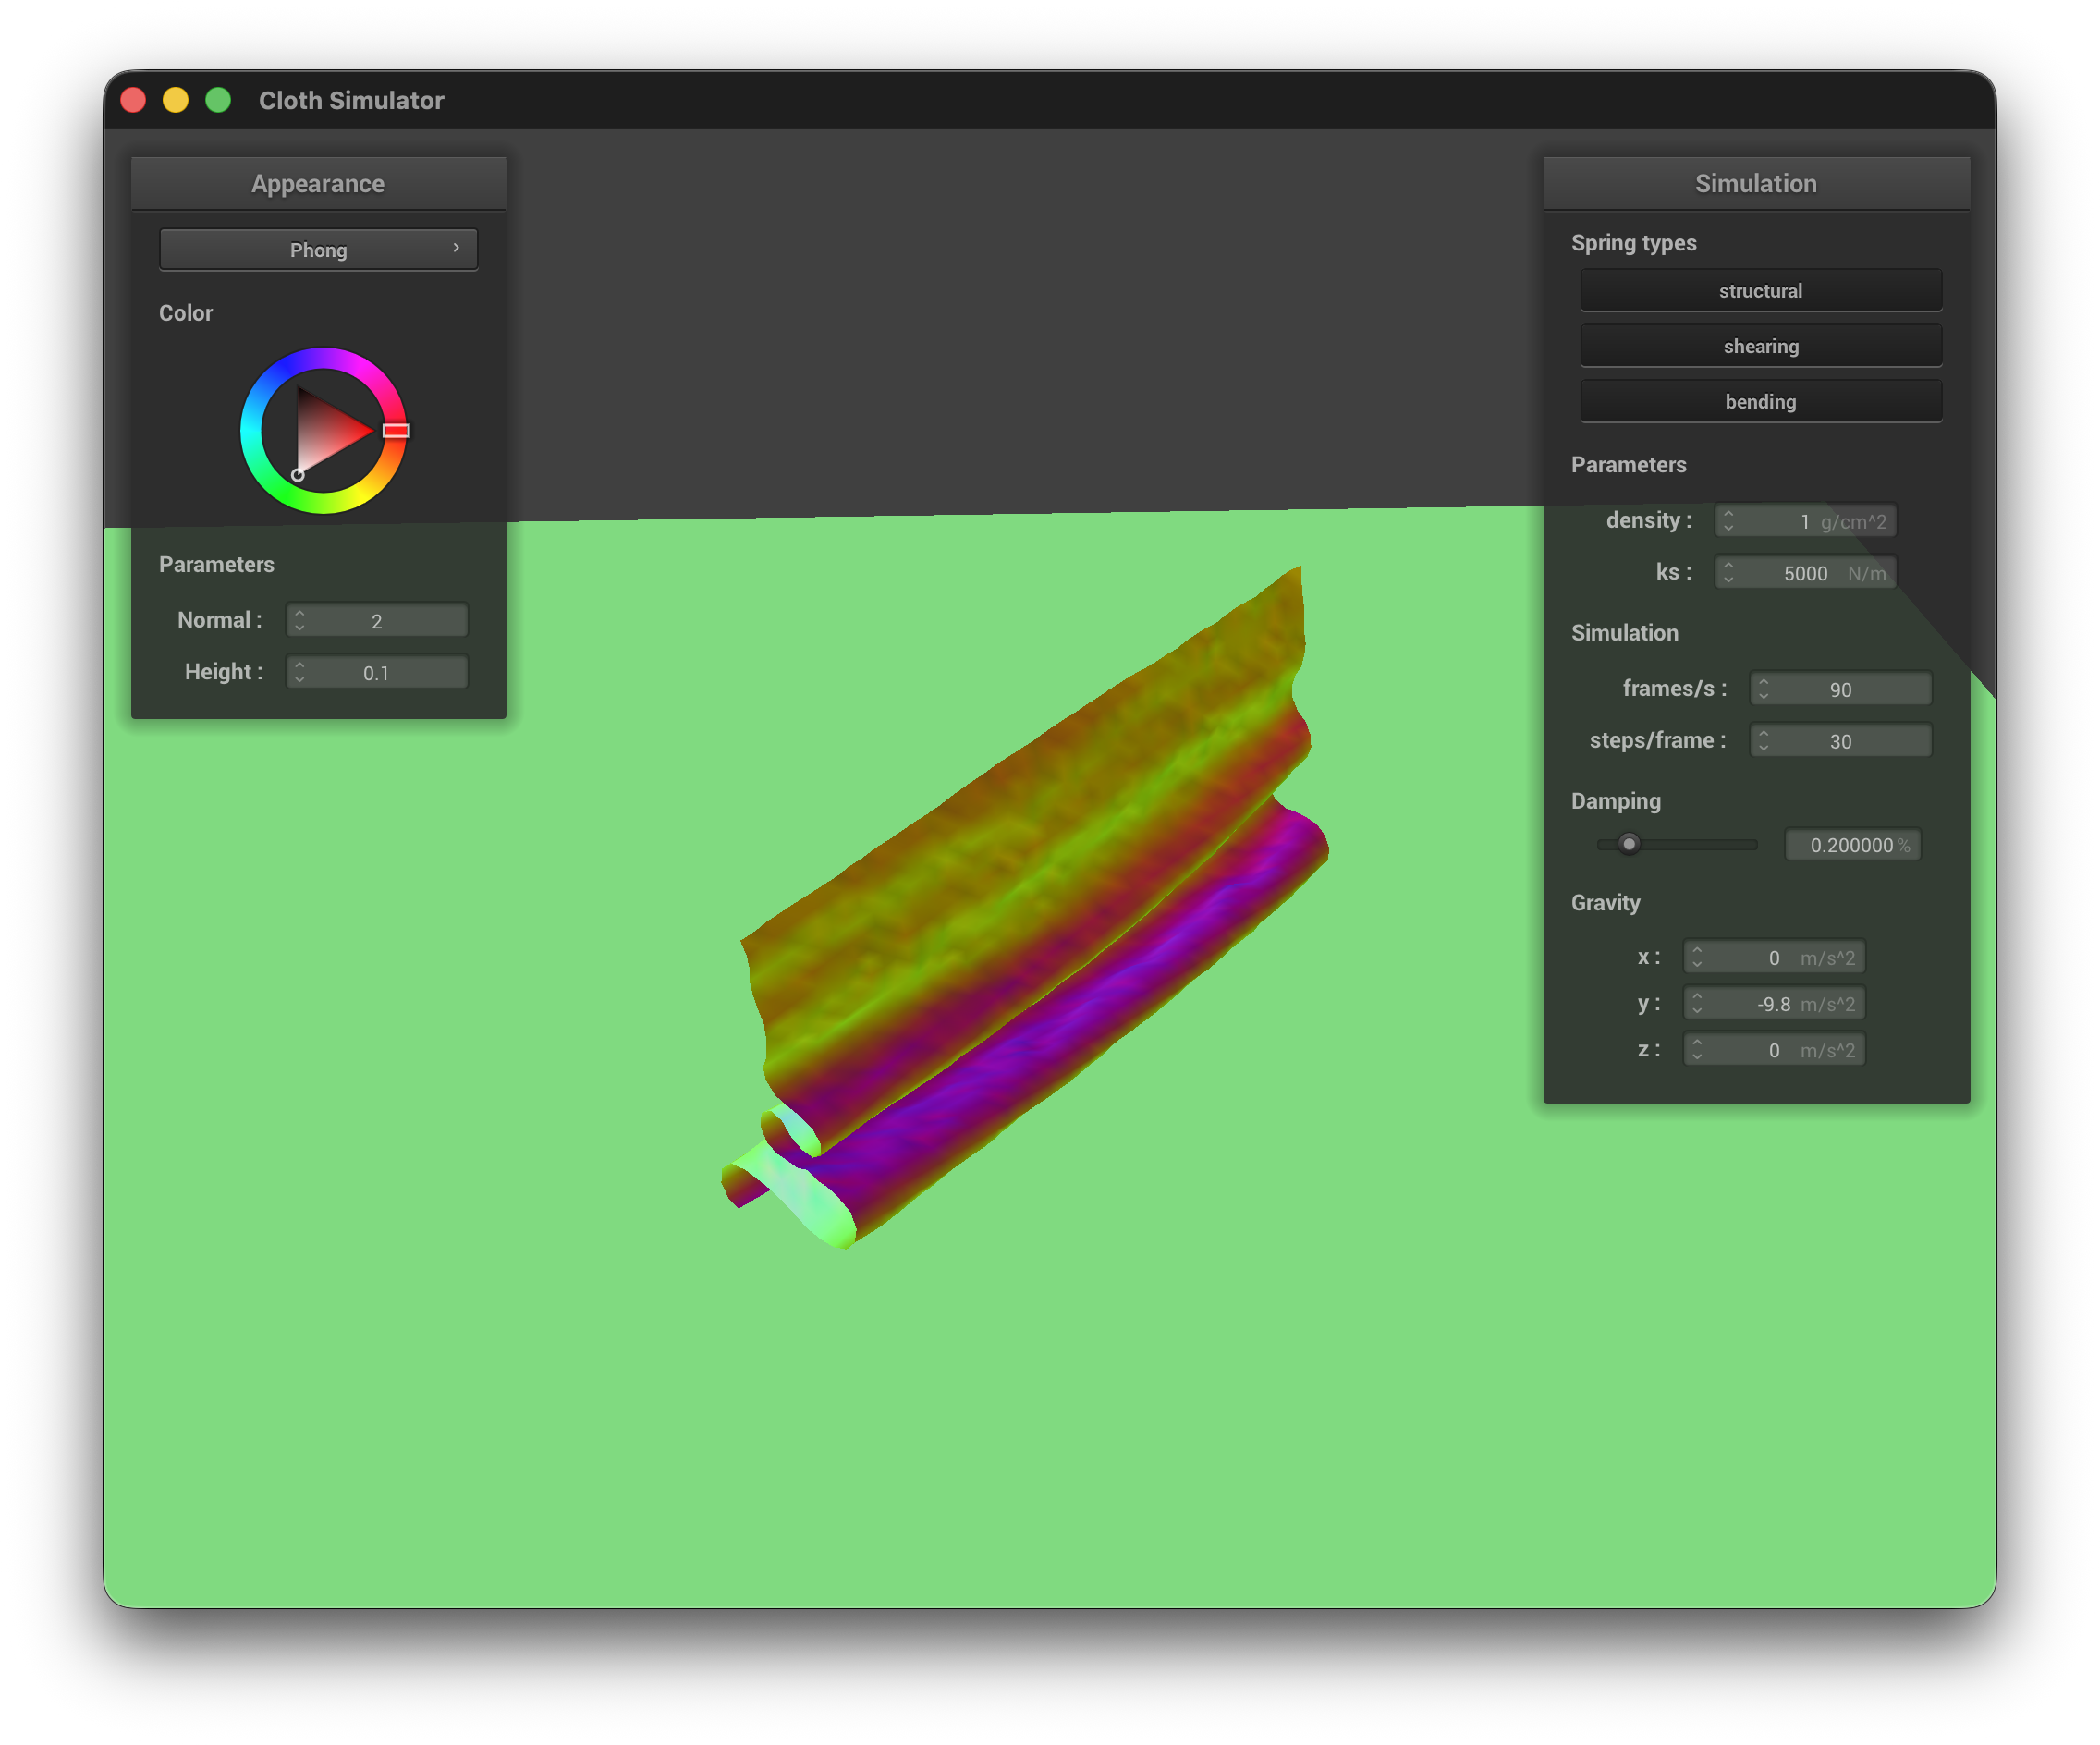 Cloth Simulator
Appearance
Phong
Color
Parameters
Normal : 2
Height : 0.1
Simulation
Spring types
structural
shearing
bending
Parameters
density : 1 g/cm^2
ks : 5000 N/m
Simulation
frames/s : 90
steps/frame : 30
Damping
0.200000 %
Gravity
x : 0 m/s^2
y : -9.8 m/s^2
z : 0 m/s^2